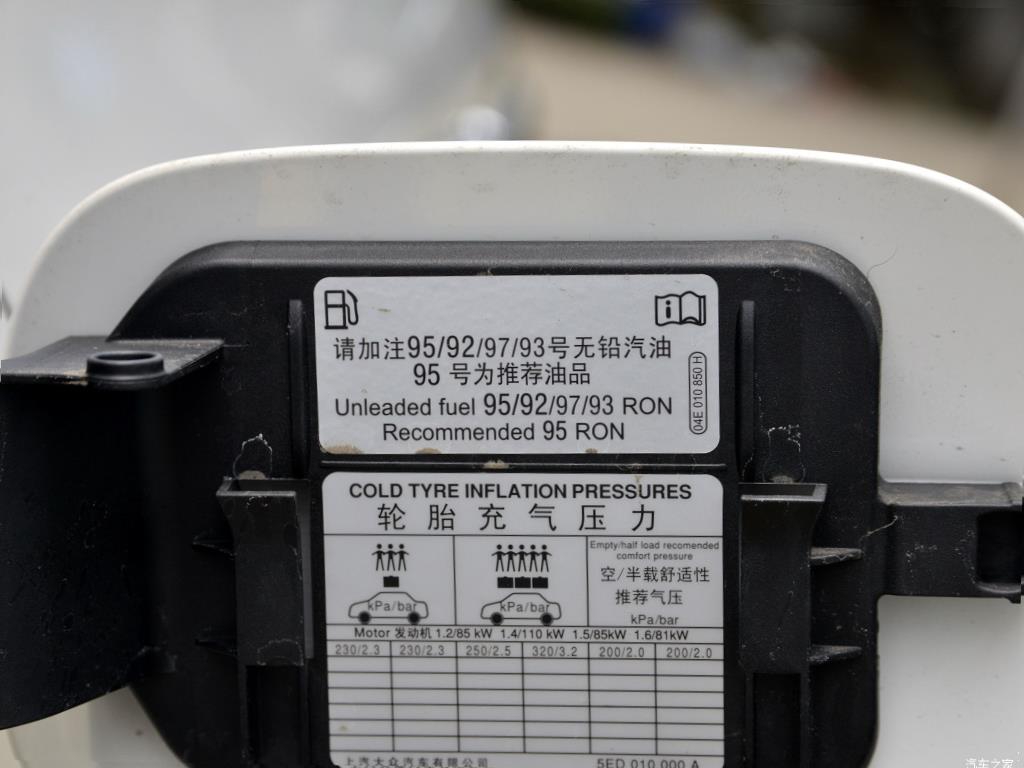 请加注95/92/97/93号无铅汽油
95 号为推荐油品
Unleaded fuel 95/92/97/93 RON
Recommended 95 RON
04E 010 850 H
COLD TYRE INFLATION PRESSURES
轮胎充气压力
Empty/half load recomended
comfort pressure
空/半载舒适性
推荐气压
kPa/bar
kPa/bar
kPa/bar
Motor 发动机 1.2/85 kW 1.4/110 kW 1.5/85kW 1.6/81kW
230/2.3 230/2.3 250/2.5 320/3.2 200/2.0 200/2.0
上汽大众汽车有限公司 5ED 010 000 A
汽车之家